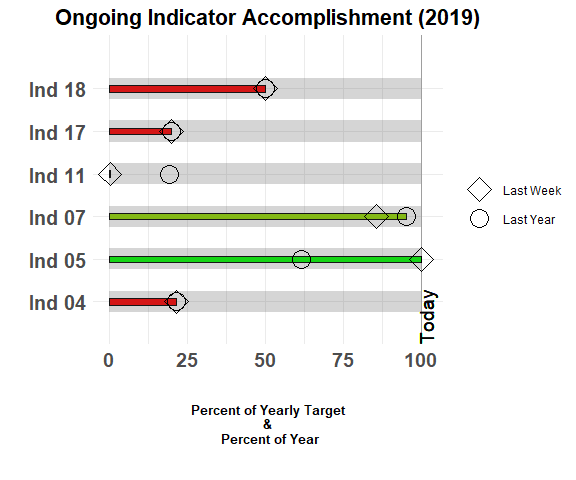 Ongoing Indicator Accomplishment (2019)
Ind 18
Ind 17
Ind 11
Ind 07
Ind 05
Ind 04
Last Week
Last Year
Today
0 25 50 75 100
Percent of Yearly Target
&
Percent of Year